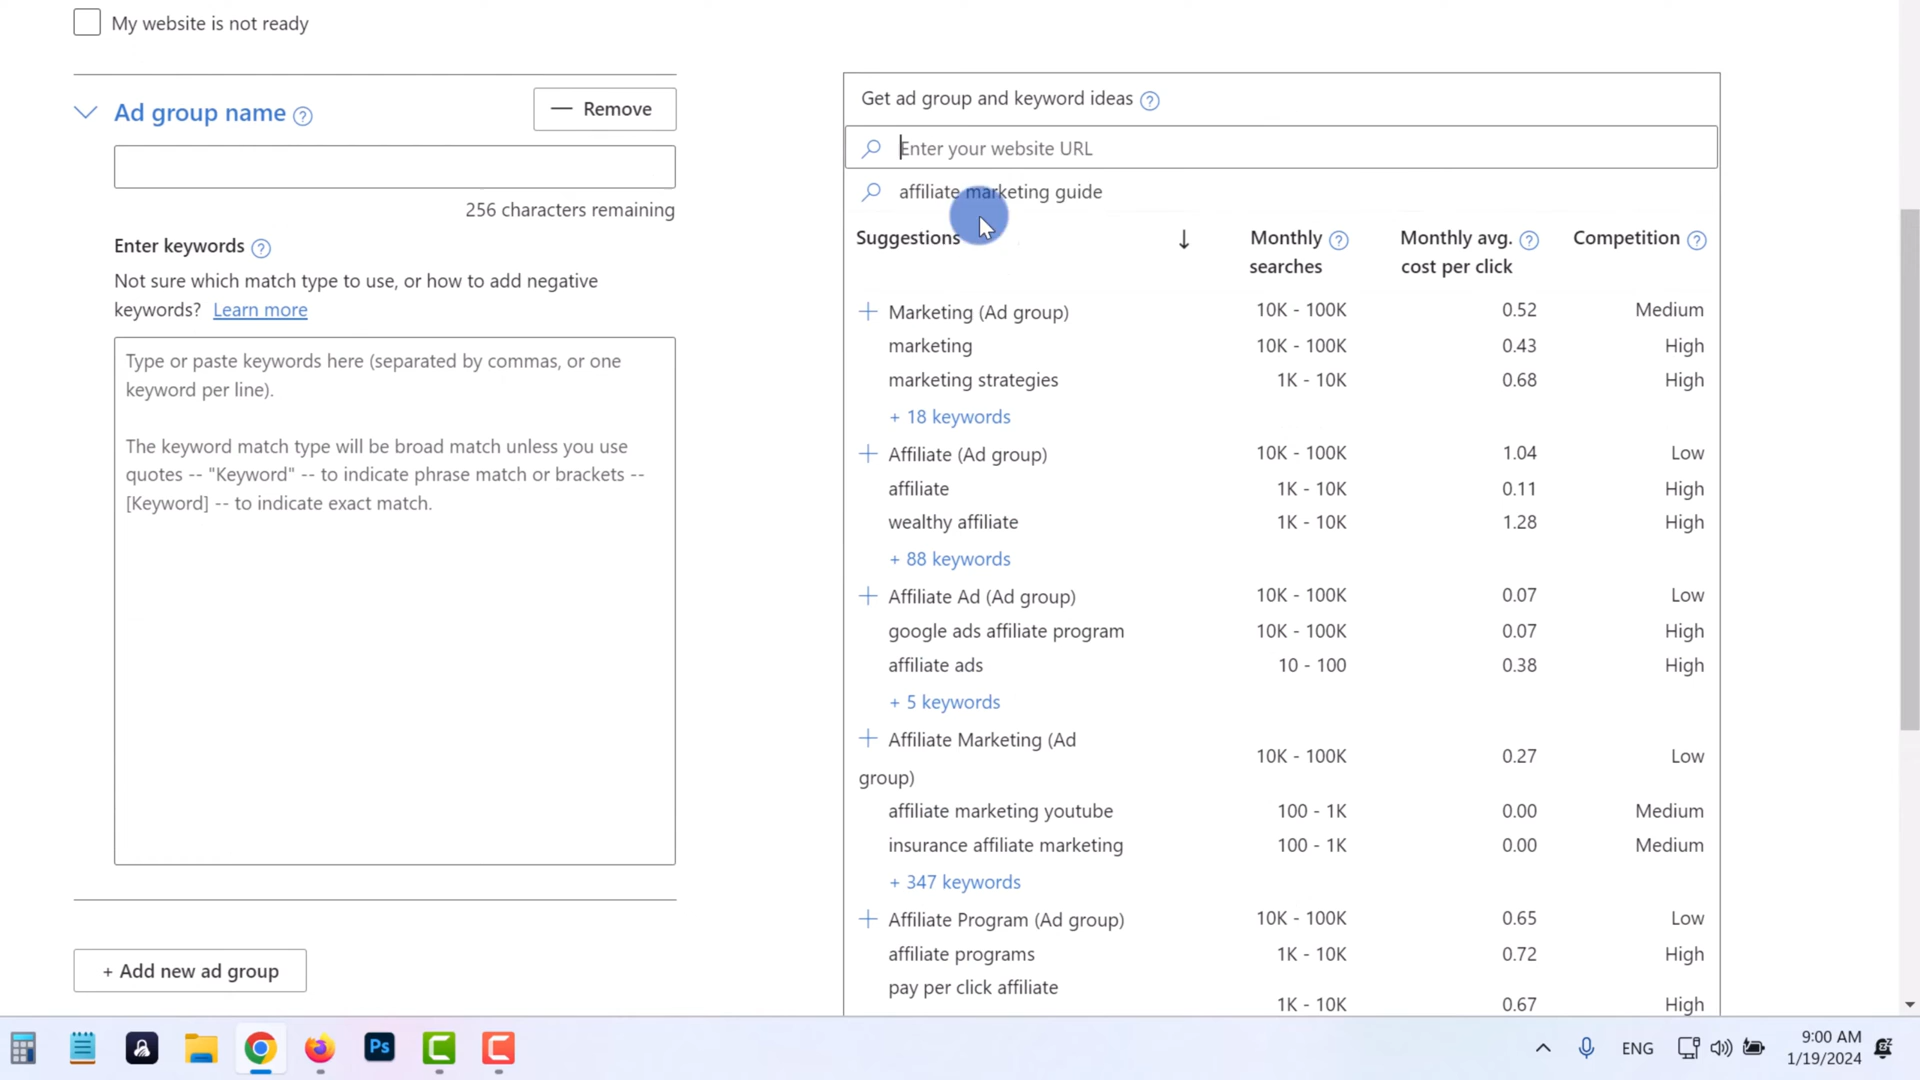 My website is not ready
Ad group name
Remove
256 characters remaining
Enter keywords
Not sure which match type to use, or how to add negative
keywords? Learn more
Type or paste keywords here (separated by commas, or one
keyword per line).
The keyword match type will be broad match unless you use
quotes -- "Keyword" -- to indicate phrase match or brackets --
[Keyword] -- to indicate exact match.
+ Add new ad group
Get ad group and keyword ideas
Enter your website URL
affiliate marketing guide
Suggestions Monthly searches Monthly avg. cost per click Competition
Marketing (Ad group) 10K - 100K 0.52 Medium
marketing 10K - 100K 0.43 High
marketing strategies 1K - 10K 0.68 High
+ 18 keywords
Affiliate (Ad group) 10K - 100K 1.04 Low
affiliate 1K - 10K 0.11 High
wealthy affiliate 1K - 10K 1.28 High
+ 88 keywords
Affiliate Ad (Ad group) 10K - 100K 0.07 Low
google ads affiliate program 10K - 100K 0.07 High
affiliate ads 10 - 100 0.38 High
+ 5 keywords
Affiliate Marketing (Ad group) 10K - 100K 0.27 Low
affiliate marketing youtube 100 - 1K 0.00 Medium
insurance affiliate marketing 100 - 1K 0.00 Medium
+ 347 keywords
Affiliate Program (Ad group) 10K - 100K 0.65 Low
affiliate programs 1K - 10K 0.72 High
pay per click affiliate 1K - 10K 0.67 High
Ps
ENG
9:00 AM
1/19/2024